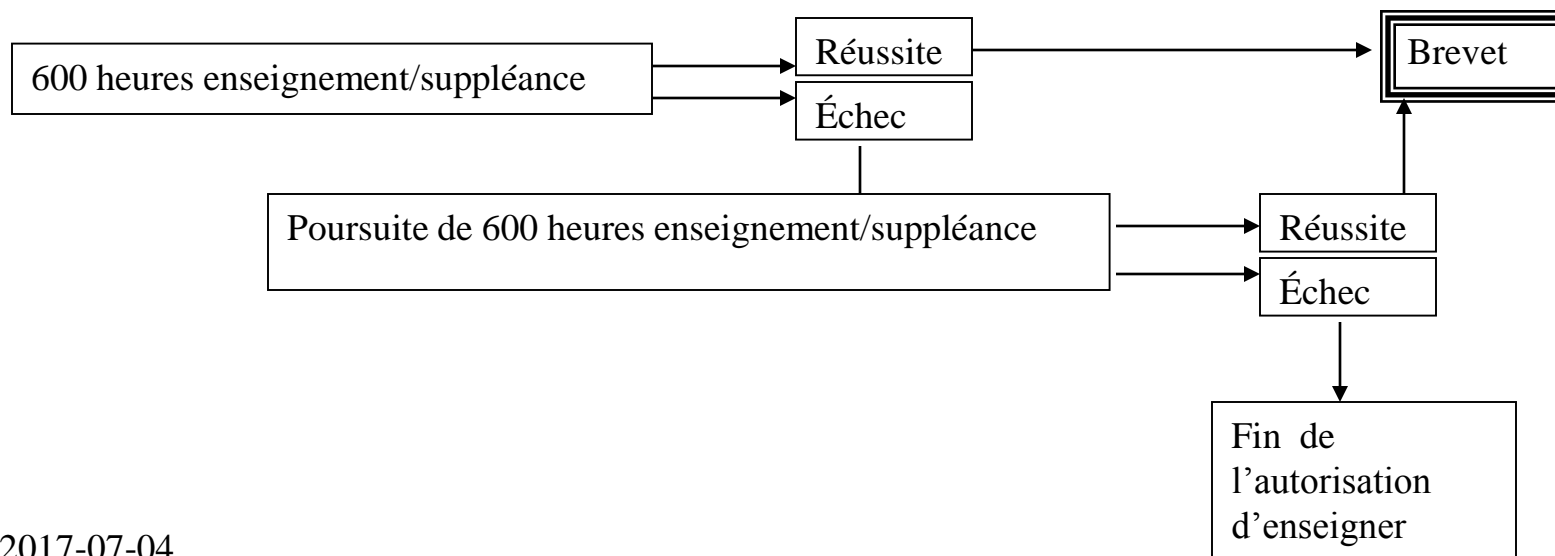 600 heures enseignement/suppléance
Réussite
Échec
Brevet
Poursuite de 600 heures enseignement/suppléance
Réussite
Échec
Fin de
l’autorisation
d’enseigner
2017-07-04